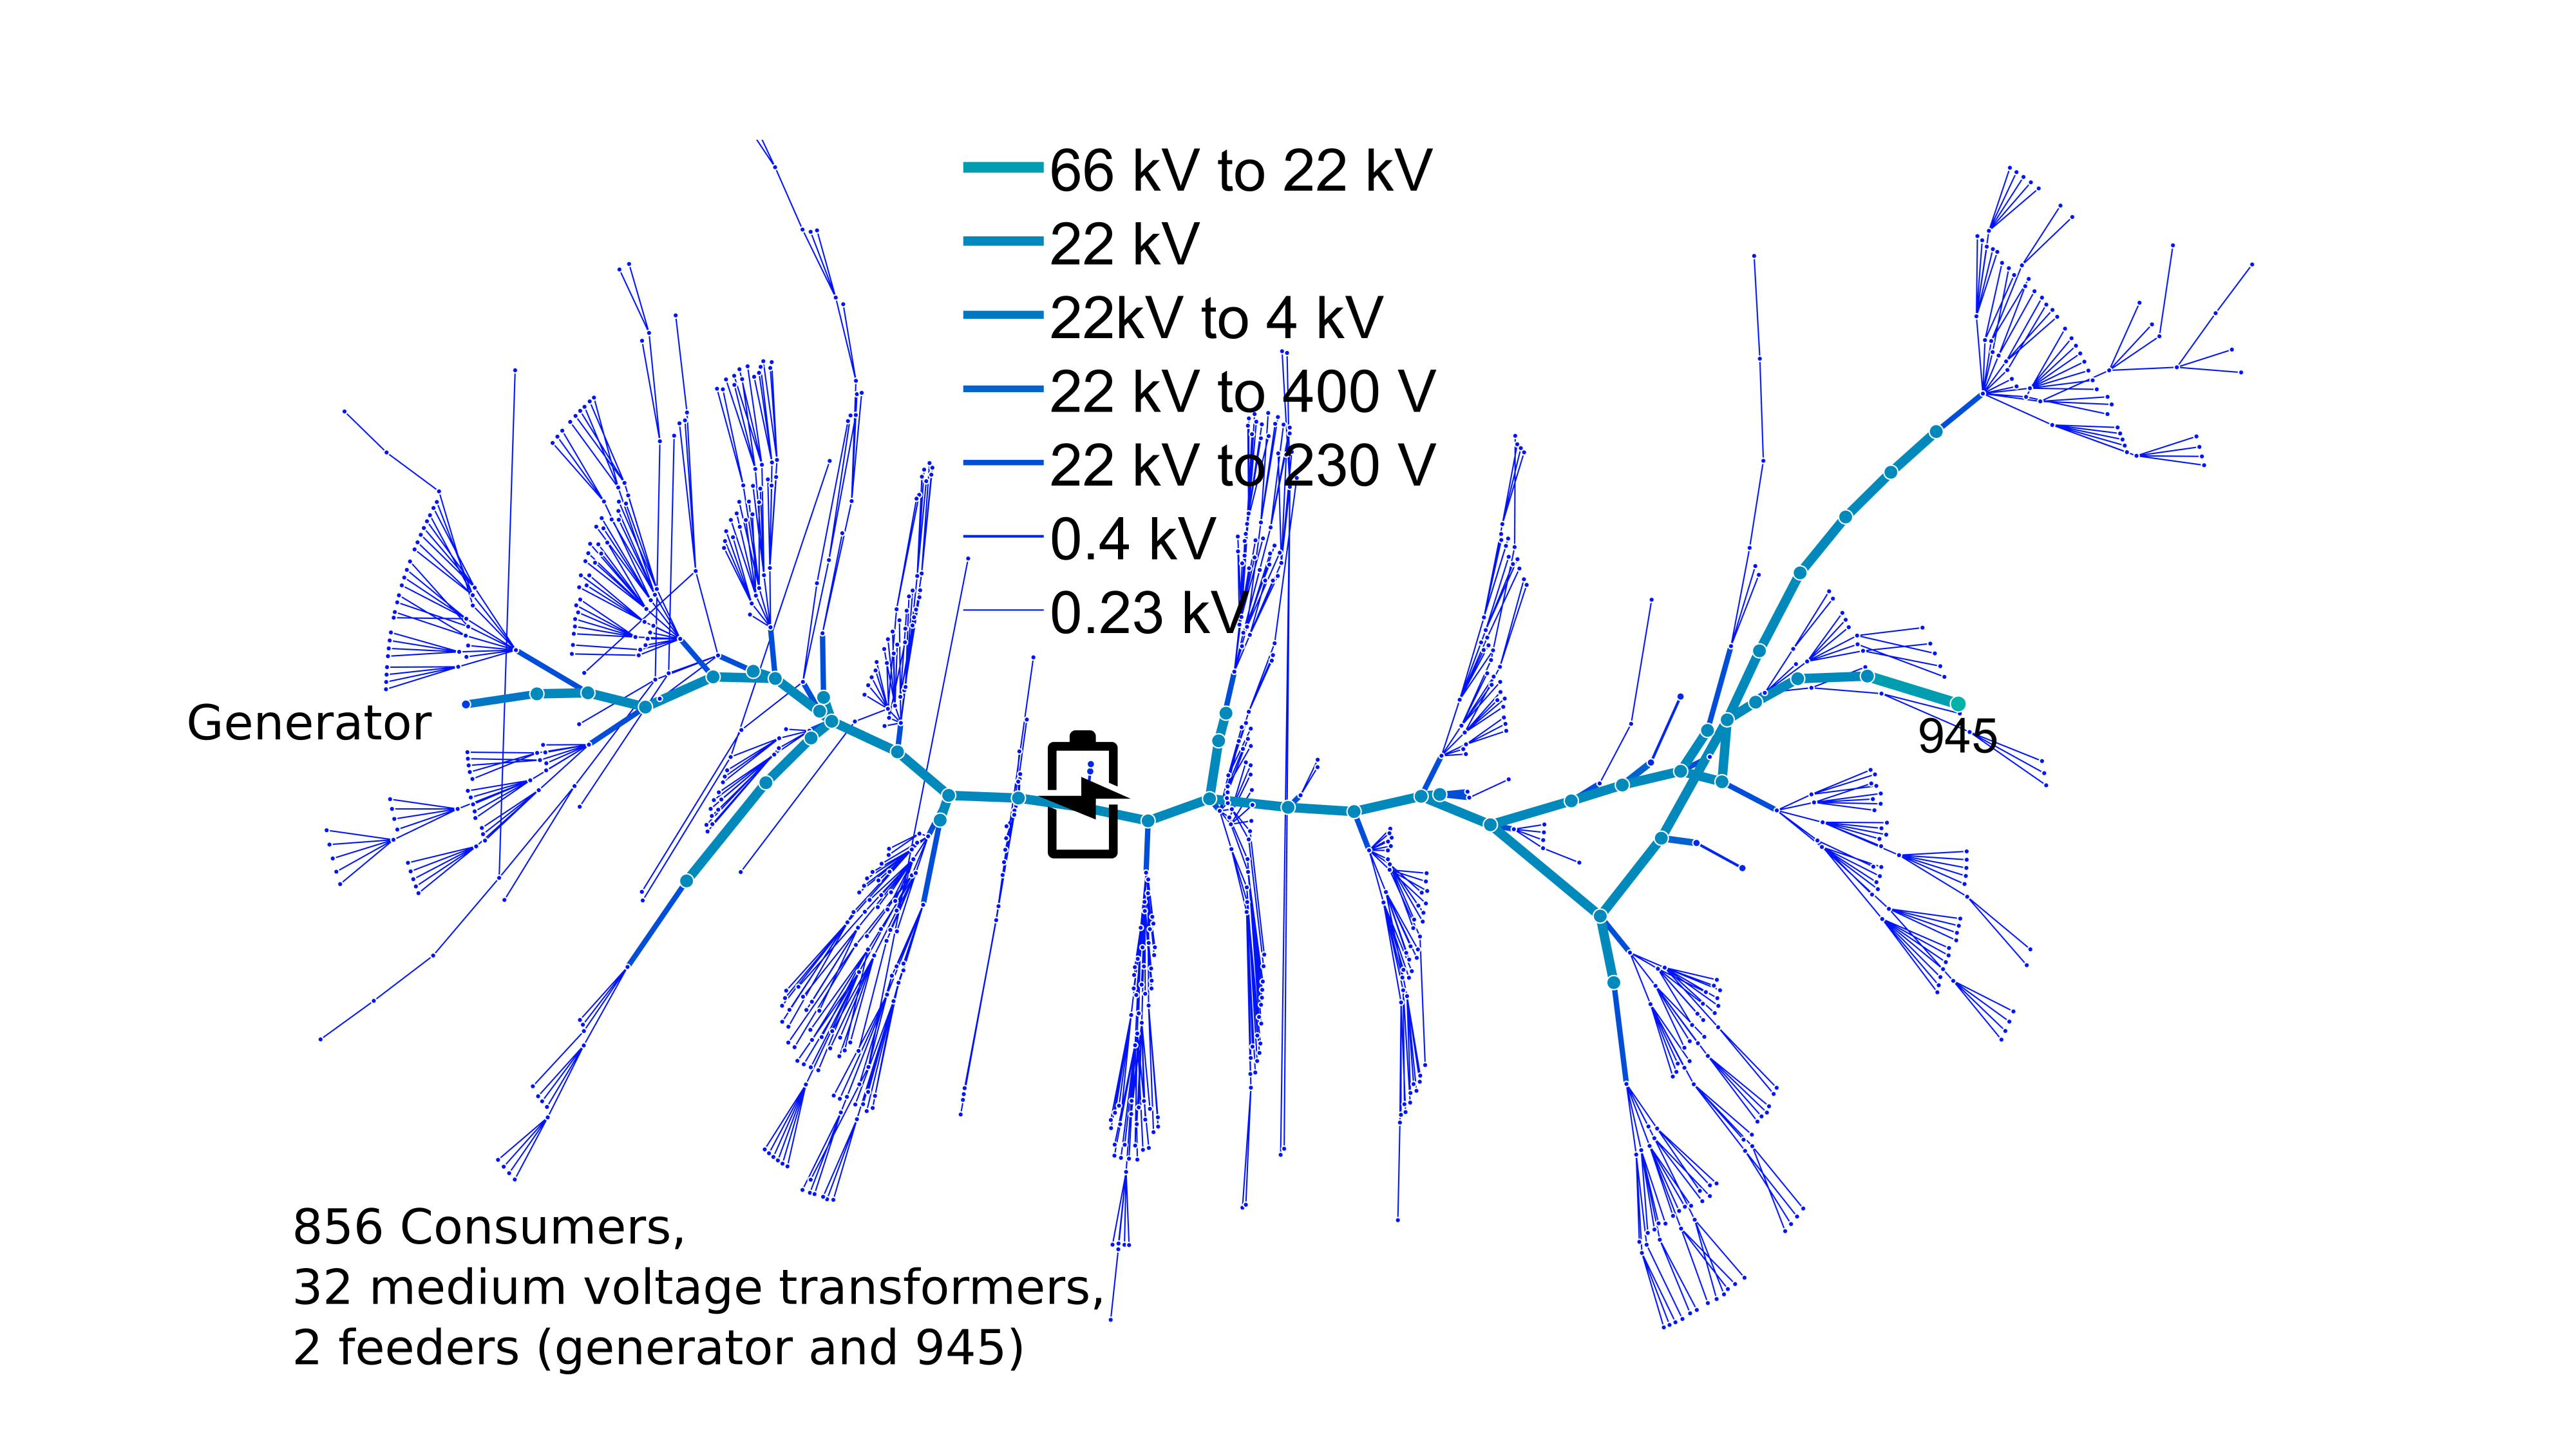 66 kV to 22 kV
22 kV
22kV to 4 kV
22 kV to 400 V
22 kV to 230 V
0.4 kV
0.23 kV
Generator
945
856 Consumers,
32 medium voltage transformers,
2 feeders (generator and 945)